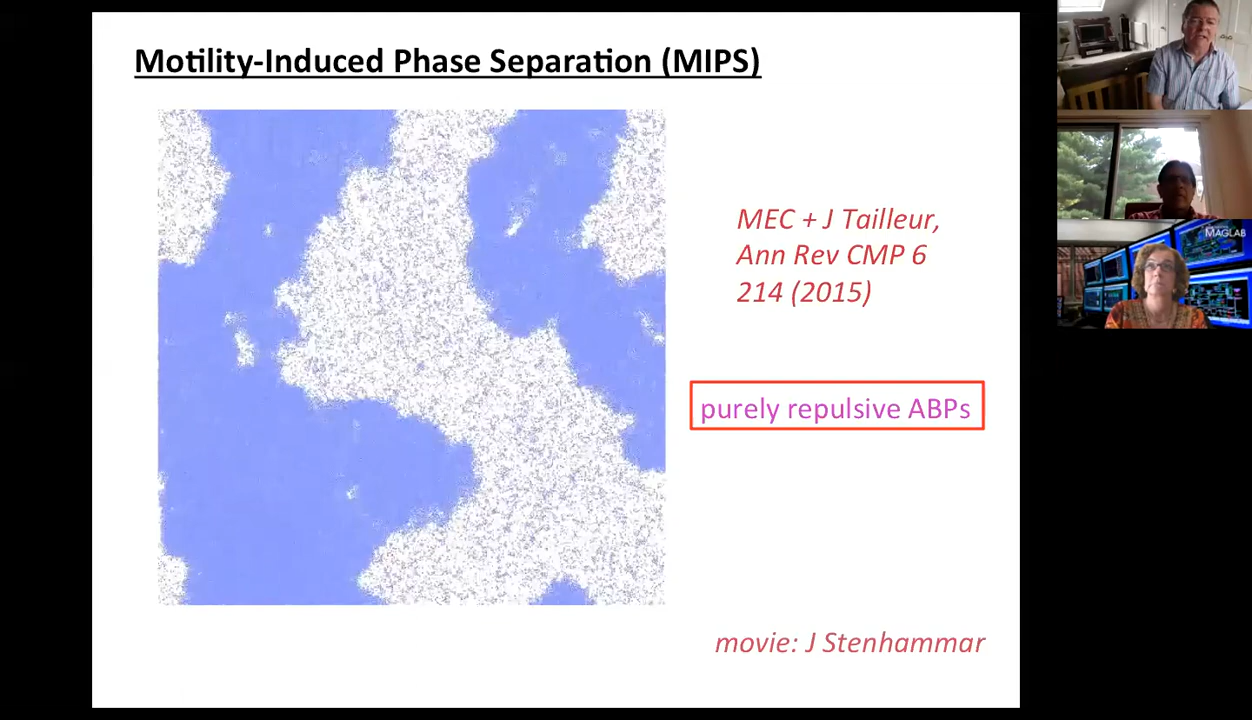 Motility-Induced Phase Separation (MIPS)
MEC + J Tailleur,
Ann Rev CMP 6
214 (2015)
purely repulsive ABPs
movie: J Stenhammar
MAGLAB